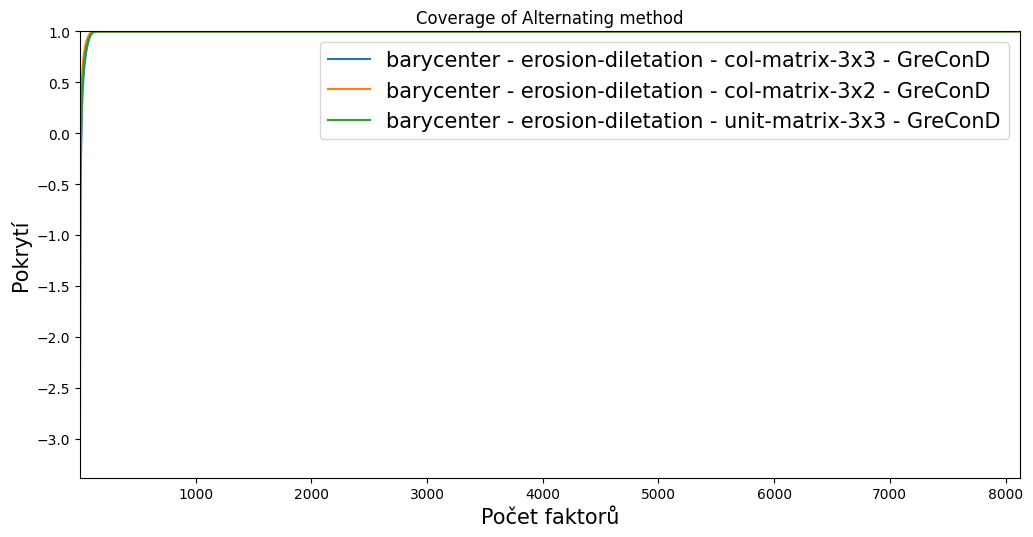 Coverage of Alternating method
1.0
0.5
0.0
−0.5
−1.0
−1.5
−2.0
−2.5
−3.0
Pokrytí
barycenter - erosion-diletation - col-matrix-3x3 - GreConD
barycenter - erosion-diletation - col-matrix-3x2 - GreConD
barycenter - erosion-diletation - unit-matrix-3x3 - GreConD
1000 2000 3000 4000 5000 6000 7000 8000
Počet faktorů